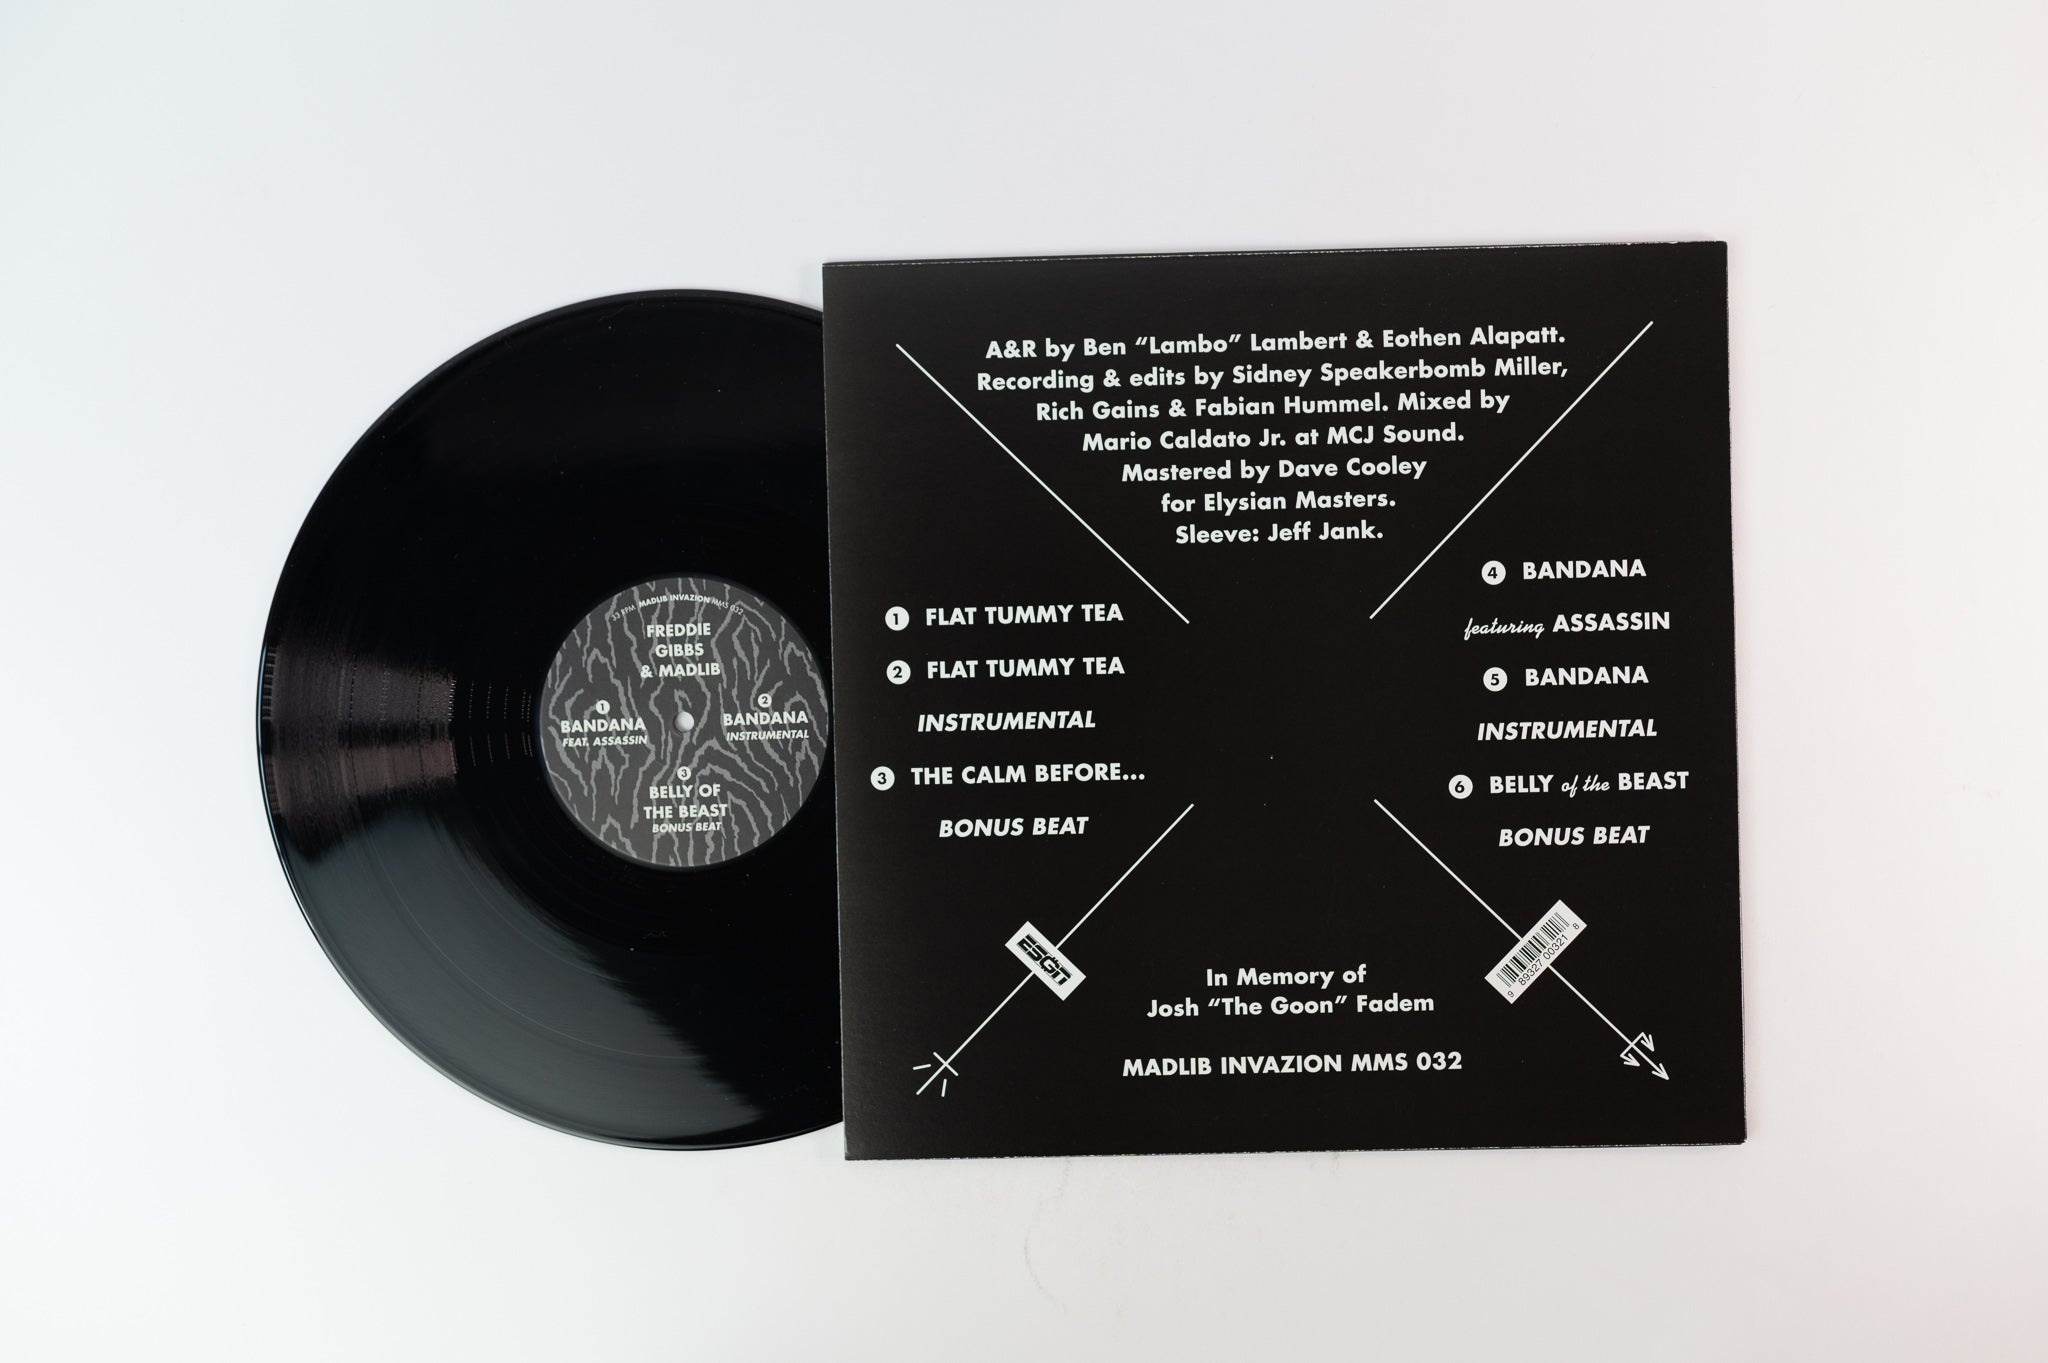 33 RPM MADLIB INVAZION MMS 032
FREDDIE
GIBBS
& MADLIB
1
BANDANA
FEAT. ASSASSIN
2
BANDANA
INSTRUMENTAL
3
BELLY OF
THE BEAST
BONUS BEAT
A&R by Ben “Lambo” Lambert & Eothen Alapatt.
Recording & edits by Sidney Speakerbomb Miller,
Rich Gains & Fabian Hummel. Mixed by
Mario Caldato Jr. at MCJ Sound.
Mastered by Dave Cooley
for Elysian Masters.
Sleeve: Jeff Jank.
1 FLAT TUMMY TEA
2 FLAT TUMMY TEA
INSTRUMENTAL
3 THE CALM BEFORE...
BONUS BEAT
4 BANDANA
featuring ASSASSIN
5 BANDANA
INSTRUMENTAL
6 BELLY of the BEAST
BONUS BEAT
ESGN
9 89327 00321 8
In Memory of
Josh “The Goon” Fadem
MADLIB INVAZION MMS 032